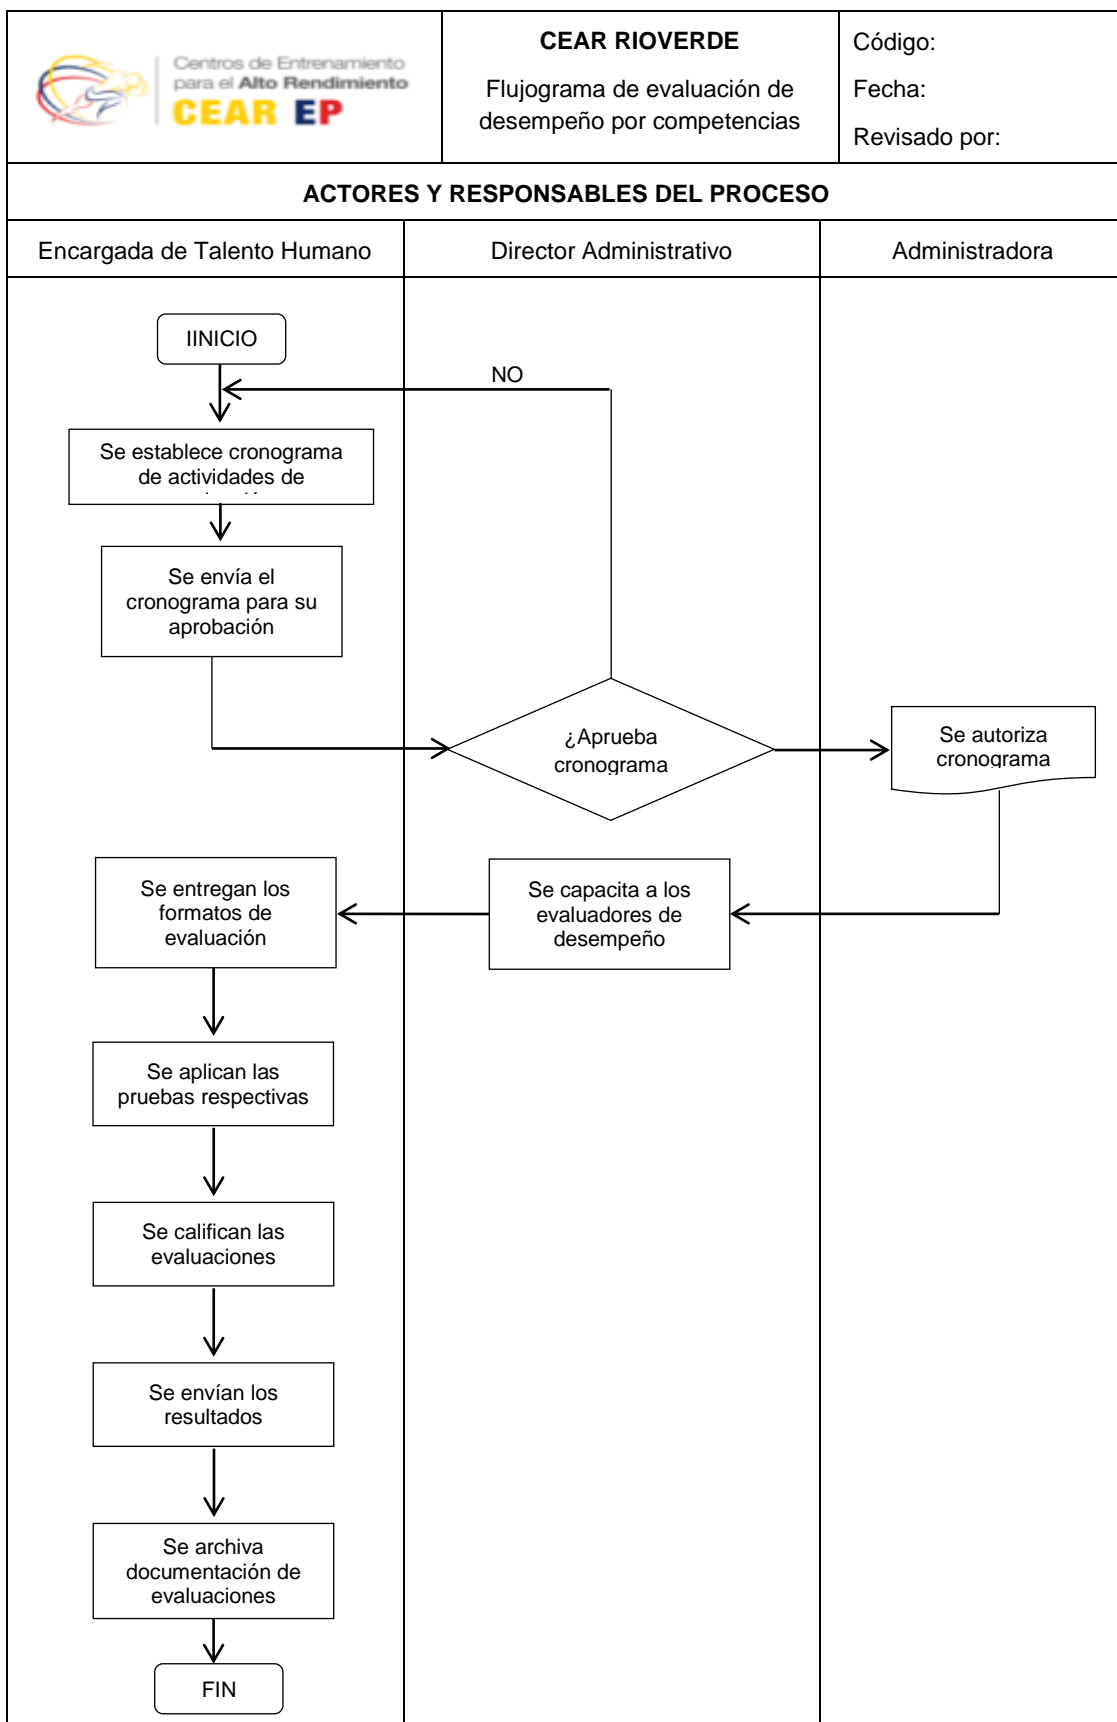 Centros de Entrenamiento
para el Alto Rendimiento
CEAR EP
CEAR RIOVERDE
Flujograma de evaluación de
desempeño por competencias
Código:
Fecha:
Revisado por:
ACTORES Y RESPONSABLES DEL PROCESO
Encargada de Talento Humano
Director Administrativo
Administradora
IINICIO
NO
Se establece cronograma
de actividades de
Se envía el
cronograma para su
aprobación
¿Aprueba
cronograma
Se autoriza
cronograma
Se entregan los
formatos de
evaluación
Se capacita a los
evaluadores de
desempeño
Se aplican las
pruebas respectivas
Se califican las
evaluaciones
Se envían los
resultados
Se archiva
documentación de
evaluaciones
FIN